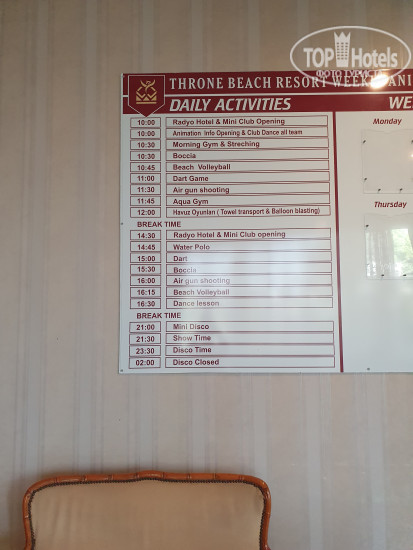 TOP Hotels
ФОТО ТУРИСТА
THRONE BEACH RESORT WEEKLY ANI
DAILY ACTIVITIES
WE
10:00 Radyo Hotel & Mini Club Opening
10:00 Animation Info Opening & Club Dance all team
10:30 Morning Gym & Streching
10:30 Boccia
10:45 Beach Volleyball
11:00 Dart Game
11:30 Air gun shooting
11:45 Aqua Gym
12:00 Havuz Oyunları ( Towel transport & Balloon blasting)
BREAK TIME
14:30 Radyo Hotel & Mini Club opening
14:45 Water Polo
15:00 Dart
15:30 Boccia
16:00 Air gun shooting
16:15 Beach Volleyball
16:30 Dance lesson
BREAK TIME
21:00 Mini Disco
21:30 Show Time
23:30 Disco Time
02:00 Disco Closed
Monday
Thursday